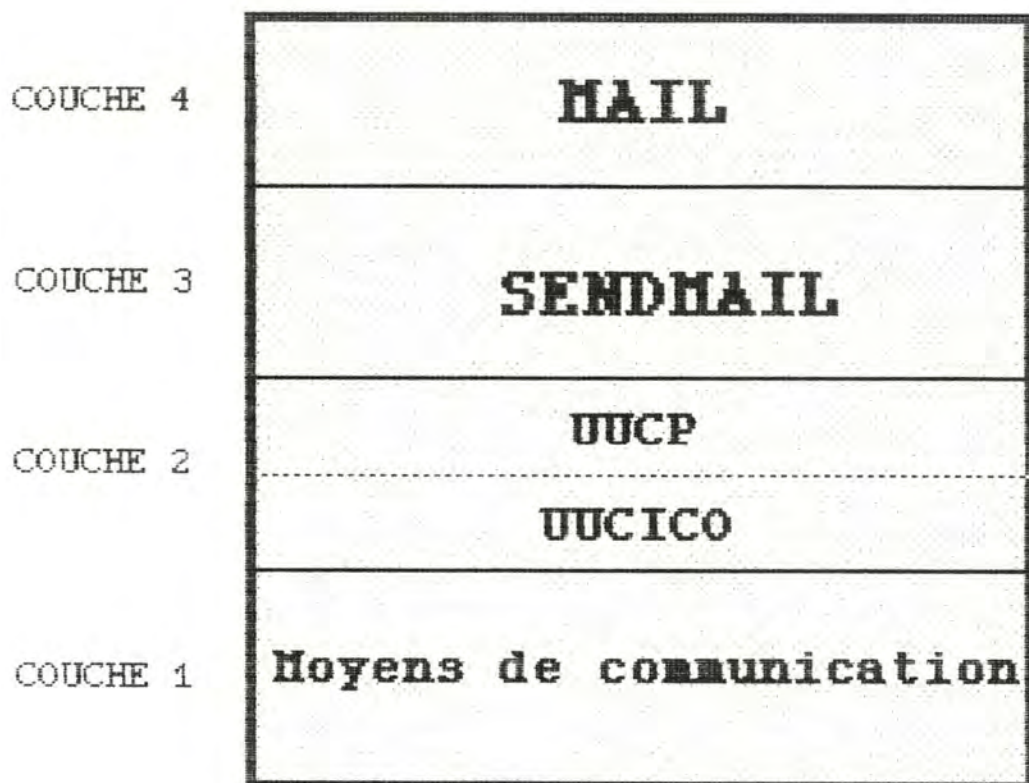 COUCHE 4
MAIL
COUCHE 3
SENDMAIL
COUCHE 2
UUCP
UUCICO
COUCHE 1
Moyens de communication